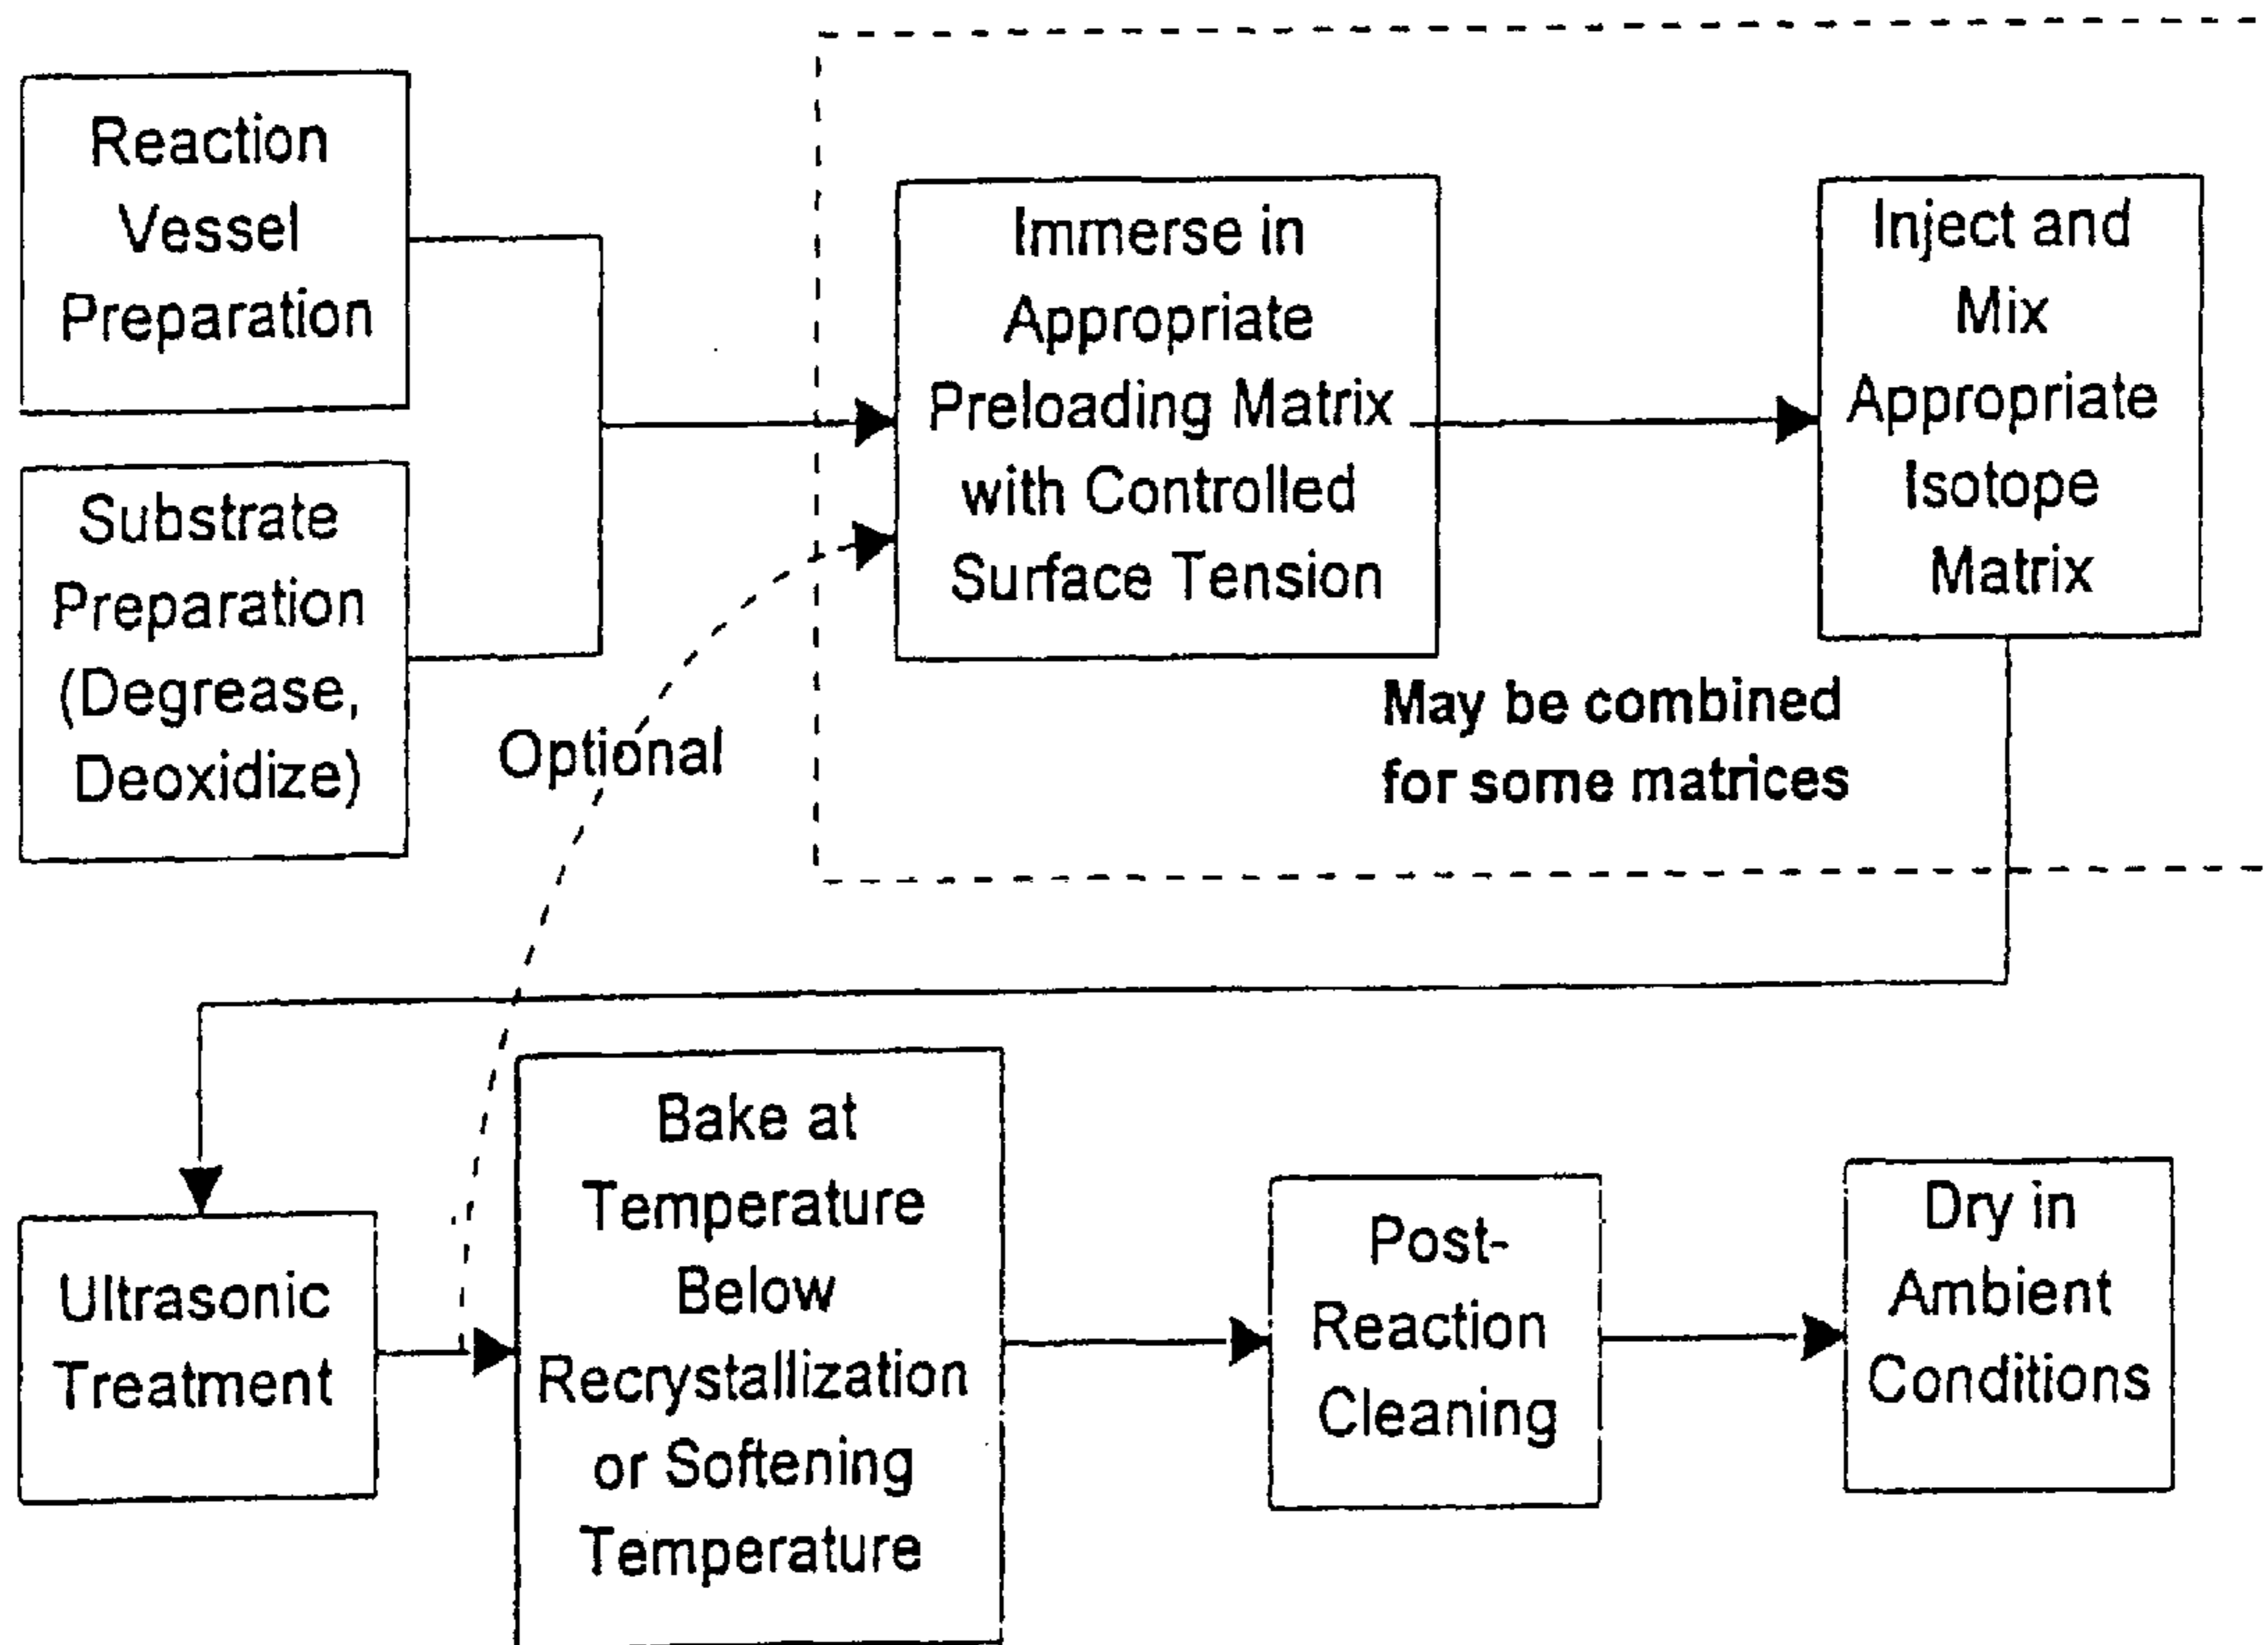 Reaction
Vessel
Preparation
Substrate
Preparation
(Degrease,
Deoxidize)
Optional
Immerse in
Appropriate
Preloading Matrix
with Controlled
Surface Tension
Inject and
Mix
Appropriate
Isotope
Matrix
May be combined
for some matrices
Ultrasonic
Treatment
Bake at
Temperature
Below
Recrystallization
or Softening
Temperature
Post-
Reaction
Cleaning
Dry in
Ambient
Conditions